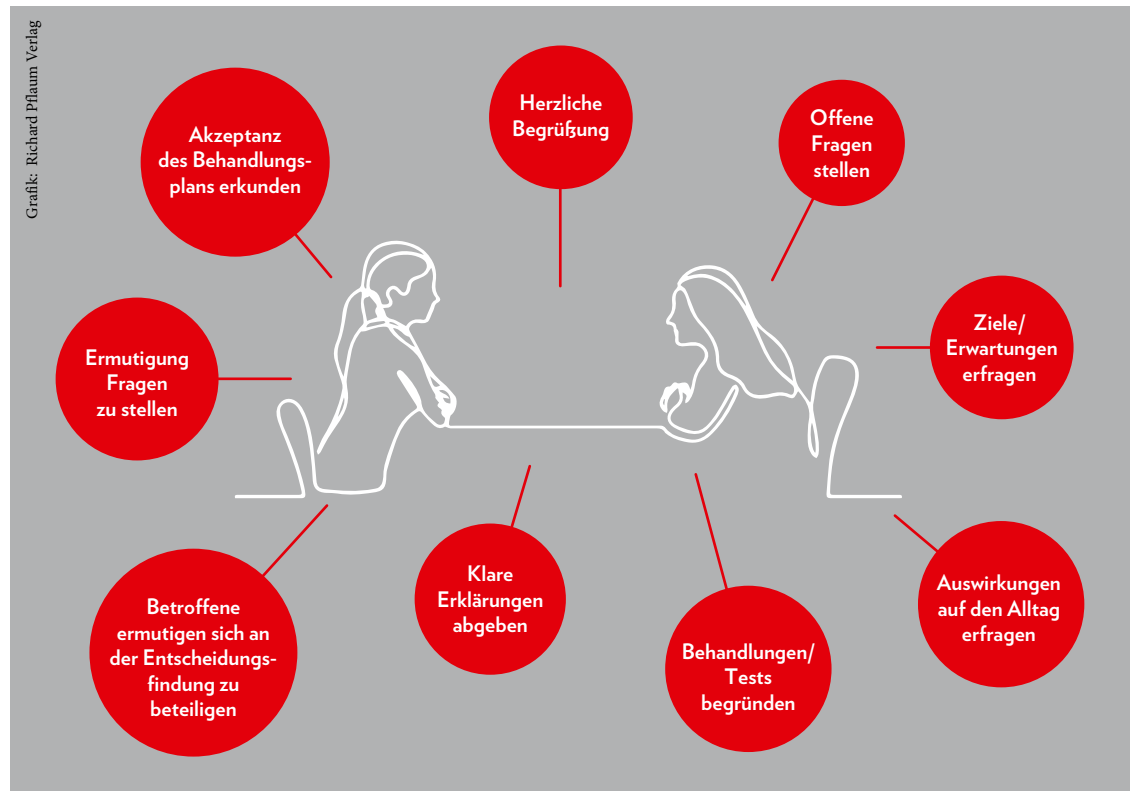 Grafik: Richard Pflaum Verlag
Akzeptanz
des Behandlungs-
plans erkunden
Herzliche
Begrüßung
Offene
Fragen
stellen
Ermutigung
Fragen
zu stellen
Ziele/
Erwartungen
erfragen
Betroffene
ermutigen sich an
der Entscheidungs-
findung zu
beteiligen
Klare
Erklärungen
abgeben
Behandlungen/
Tests
begründen
Auswirkungen
auf den Alltag
erfragen